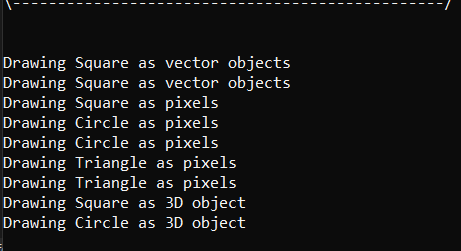 \--------------------------------------------------/
Drawing Square as vector objects
Drawing Square as vector objects
Drawing Square as pixels
Drawing Circle as pixels
Drawing Circle as pixels
Drawing Triangle as pixels
Drawing Triangle as pixels
Drawing Square as 3D object
Drawing Circle as 3D object